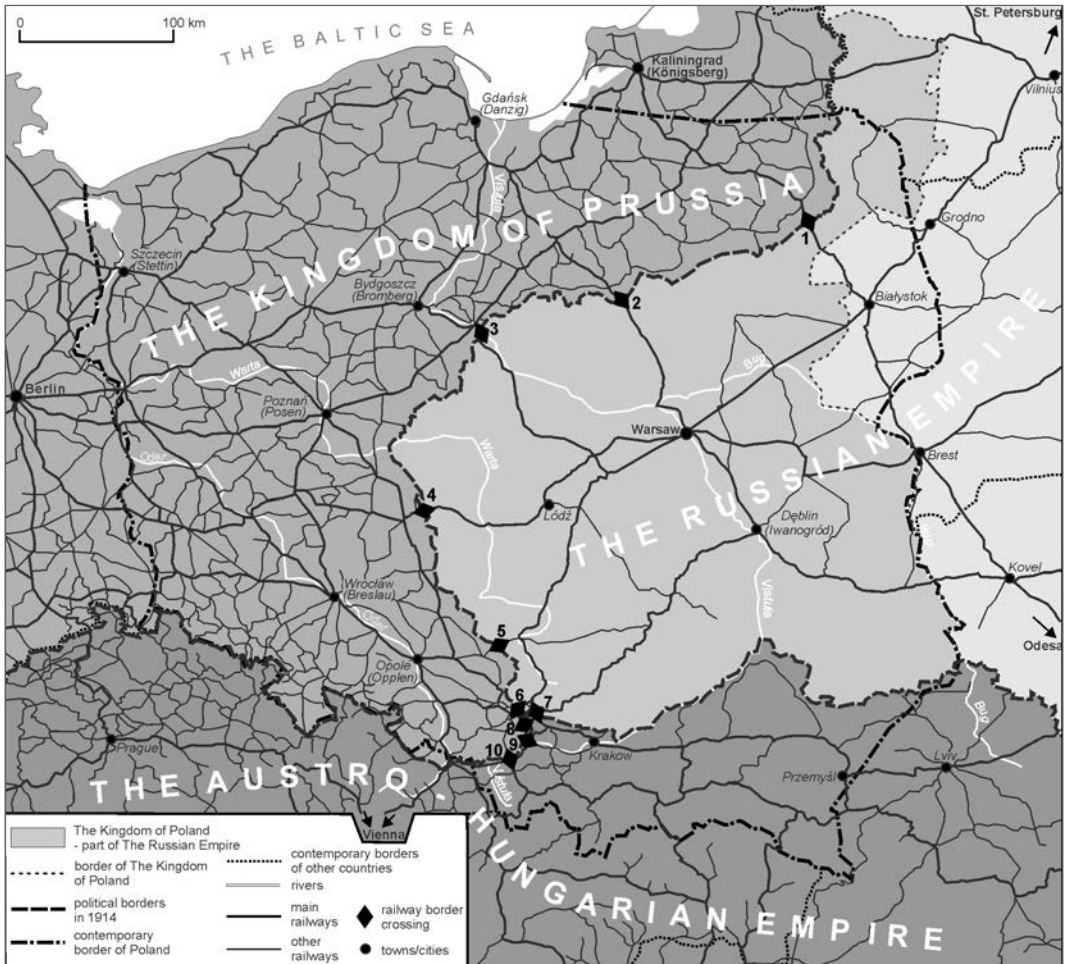 0 100 km
THE BALTIC SEA
St. Petersburg
Kaliningrad
(Königsberg)
Vilnius
Gdańsk
(Danzig)
Vistula
THE KINGDOM OF PRUSSIA
1
Grodno
Szczecin
(Stettin)
Bydgoszcz
(Bromberg)
2
Białystok
3
Warta
Bug
Berlin
Poznań
(Posen)
Warsaw
Warta
Oder
Brest
THE RUSSIAN EMPIRE
4
Łódź
Dęblin
(Iwanogród)
Bug
Kovel
Wrocław
(Breslau)
Vistula
Oder
5
Odesa
Opole
(Opplen)
6
7
8
9
10
Krakow
Bug
Prague
Vistula
Przemyśl
Lviv
THE AUSTRO - HUNGARIAN EMPIRE
Vienna
The Kingdom of Poland
- part of The Russian Empire
border of The Kingdom
of Poland
political borders
in 1914
contemporary
border of Poland
contemporary borders
of other countries
rivers
main
railways
other
railways
railway border
crossing
towns/cities